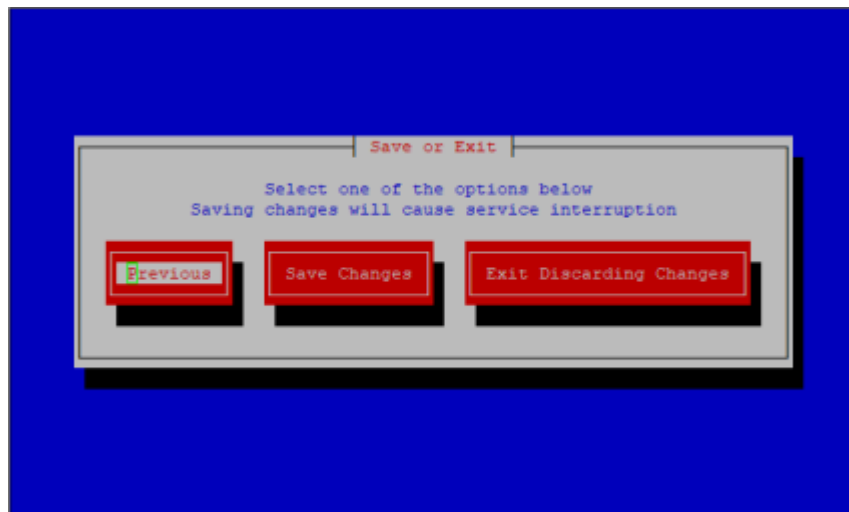 Save or Exit
Select one of the options below
Saving changes will cause service interruption
Previous
Save Changes
Exit Discarding Changes